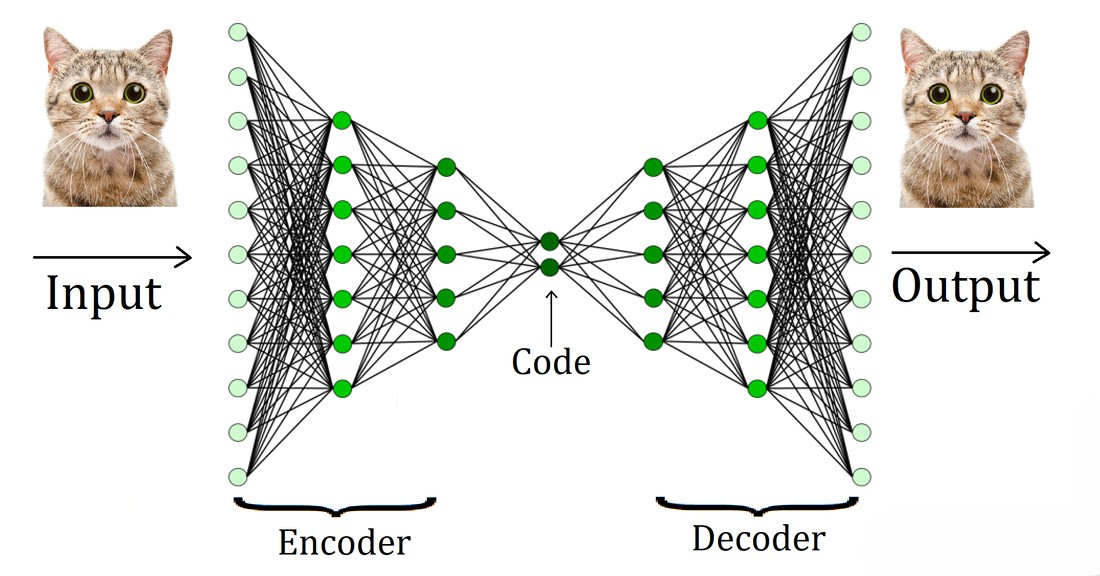 Input
Output
Code
Encoder
Decoder